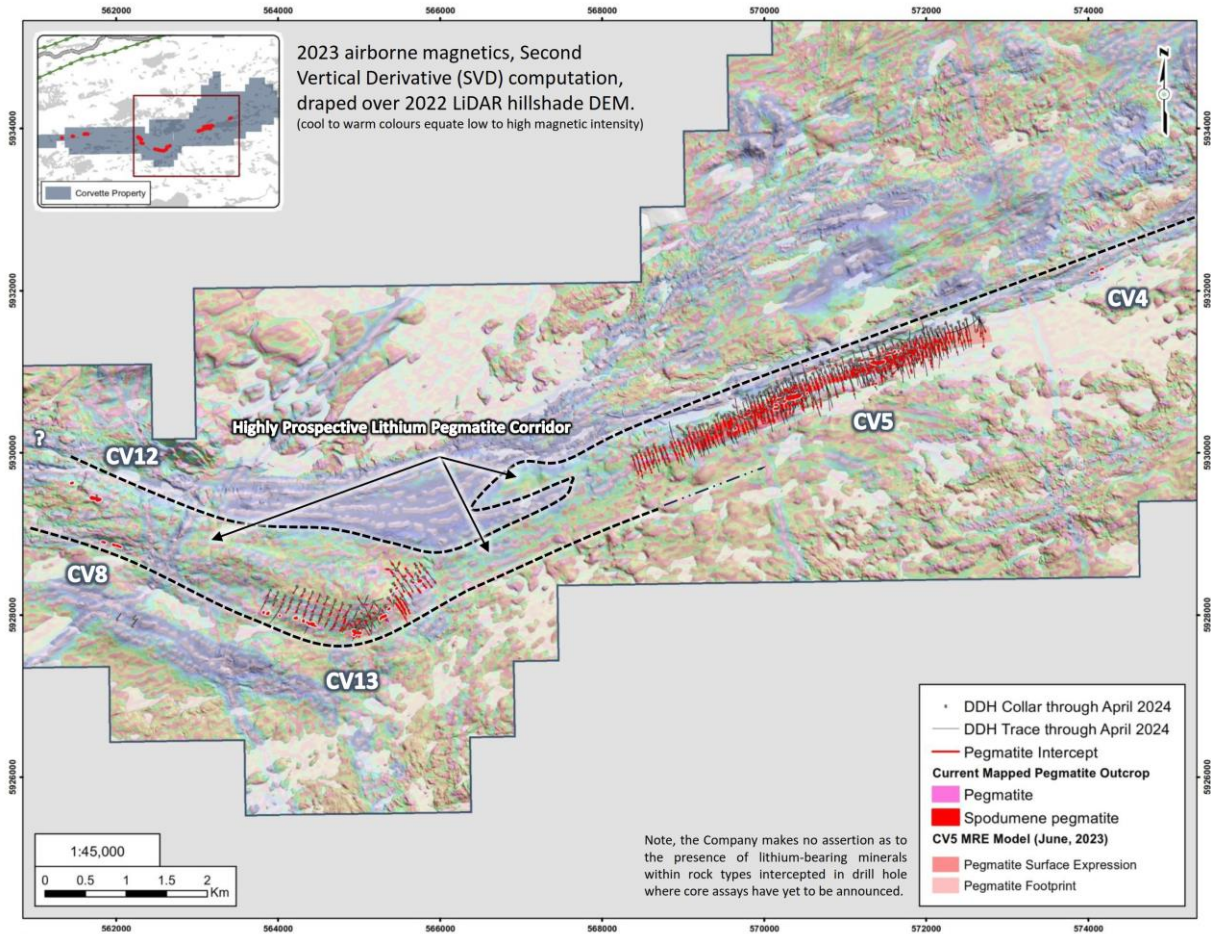 562000
564000
566000
568000
570000
572000
574000
2023 airborne magnetics, Second
Vertical Derivative (SVD) computation,
draped over 2022 LiDAR hillshade DEM.
(cool to warm colours equate low to high magnetic intensity)
Corvette Property
N
5934000
5934000
5932000
5932000
CV4
CV5
Highly Prospective Lithium Pegmatite Corridor
?
CV12
5930000
5930000
CV8
5928000
5928000
CV13
5926000
5926000
DDH Collar through April 2024
DDH Trace through April 2024
Pegmatite Intercept
Current Mapped Pegmatite Outcrop
Pegmatite
Spodumene pegmatite
CV5 MRE Model (June, 2023)
Pegmatite Surface Expression
Pegmatite Footprint
Note, the Company makes no assertion as to
the presence of lithium-bearing minerals
within rock types intercepted in drill hole
where core assays have yet to be announced.
1:45,000
0 0.5 1 1.5 2
Km
562000
564000
566000
568000
570000
572000
574000